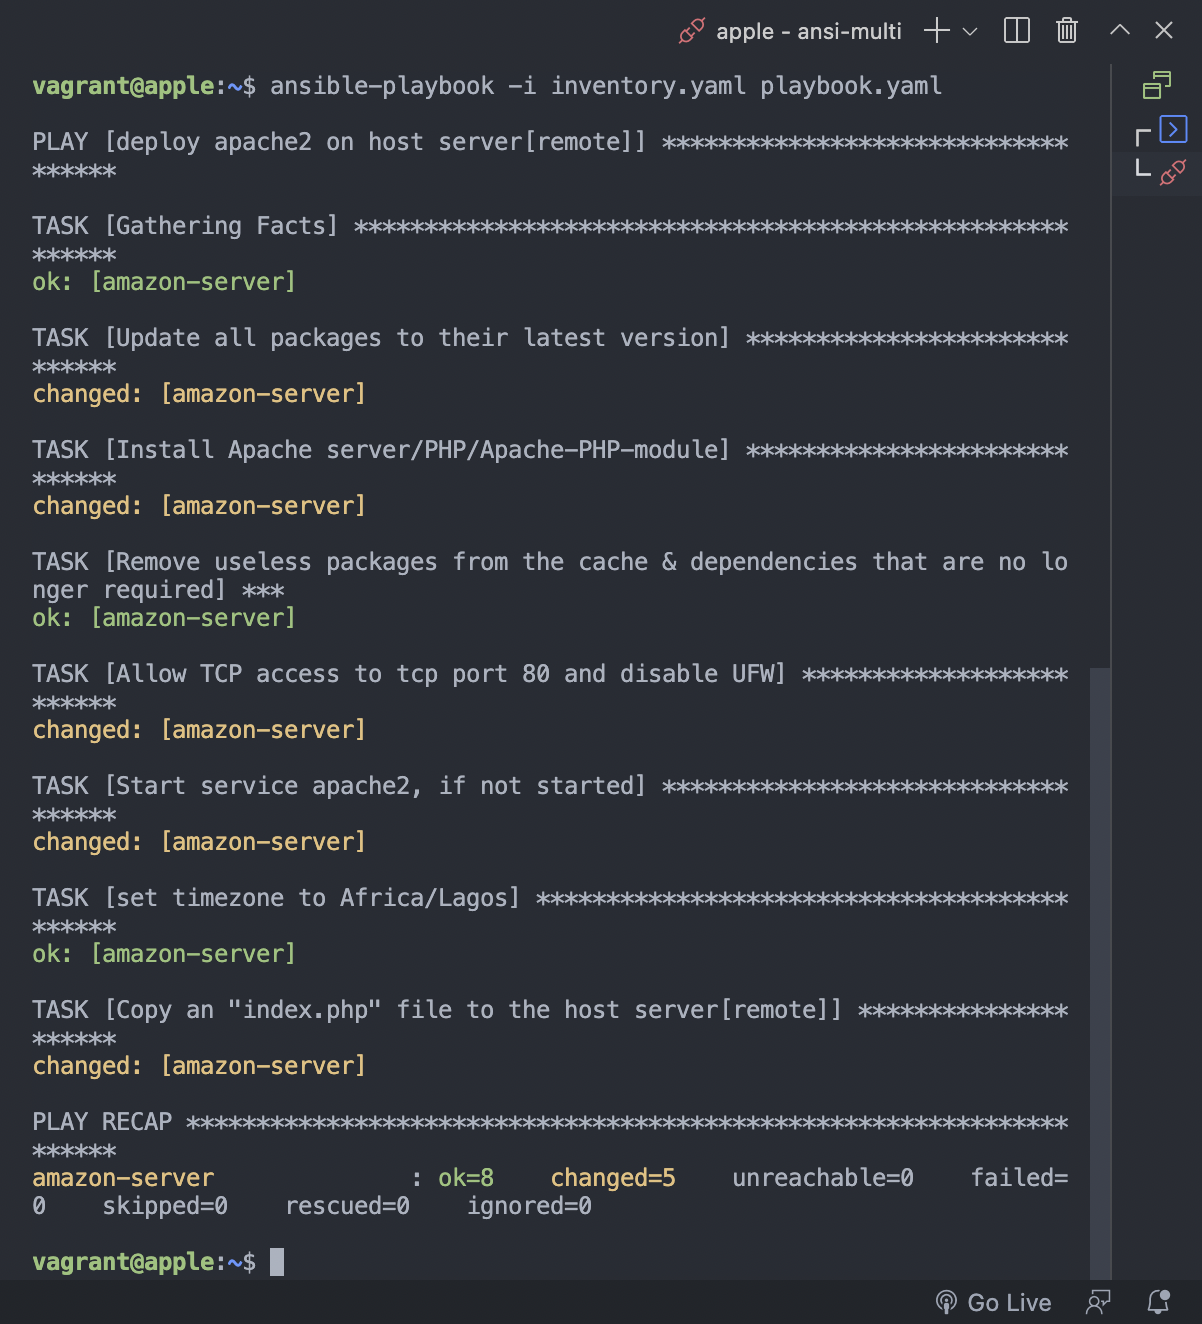 apple - ansi-multi
vagrant@apple:~$ ansible-playbook -i inventory.yaml playbook.yaml
PLAY [deploy apache2 on host server[remote]] *****************************
******
TASK [Gathering Facts] ***************************************************
******
ok: [amazon-server]
TASK [Update all packages to their latest version] ***********************
******
changed: [amazon-server]
TASK [Install Apache server/PHP/Apache-PHP-module] ***********************
******
changed: [amazon-server]
TASK [Remove useless packages from the cache & dependencies that are no lo
nger required] ***
ok: [amazon-server]
TASK [Allow TCP access to tcp port 80 and disable UFW] *******************
******
changed: [amazon-server]
TASK [Start service apache2, if not started] *****************************
******
changed: [amazon-server]
TASK [set timezone to Africa/Lagos] **************************************
******
ok: [amazon-server]
TASK [Copy an "index.php" file to the host server[remote]] ***************
******
changed: [amazon-server]
PLAY RECAP ***************************************************************
******
amazon-server              : ok=8    changed=5    unreachable=0    failed=
0    skipped=0    rescued=0    ignored=0
vagrant@apple:~$
Go Live